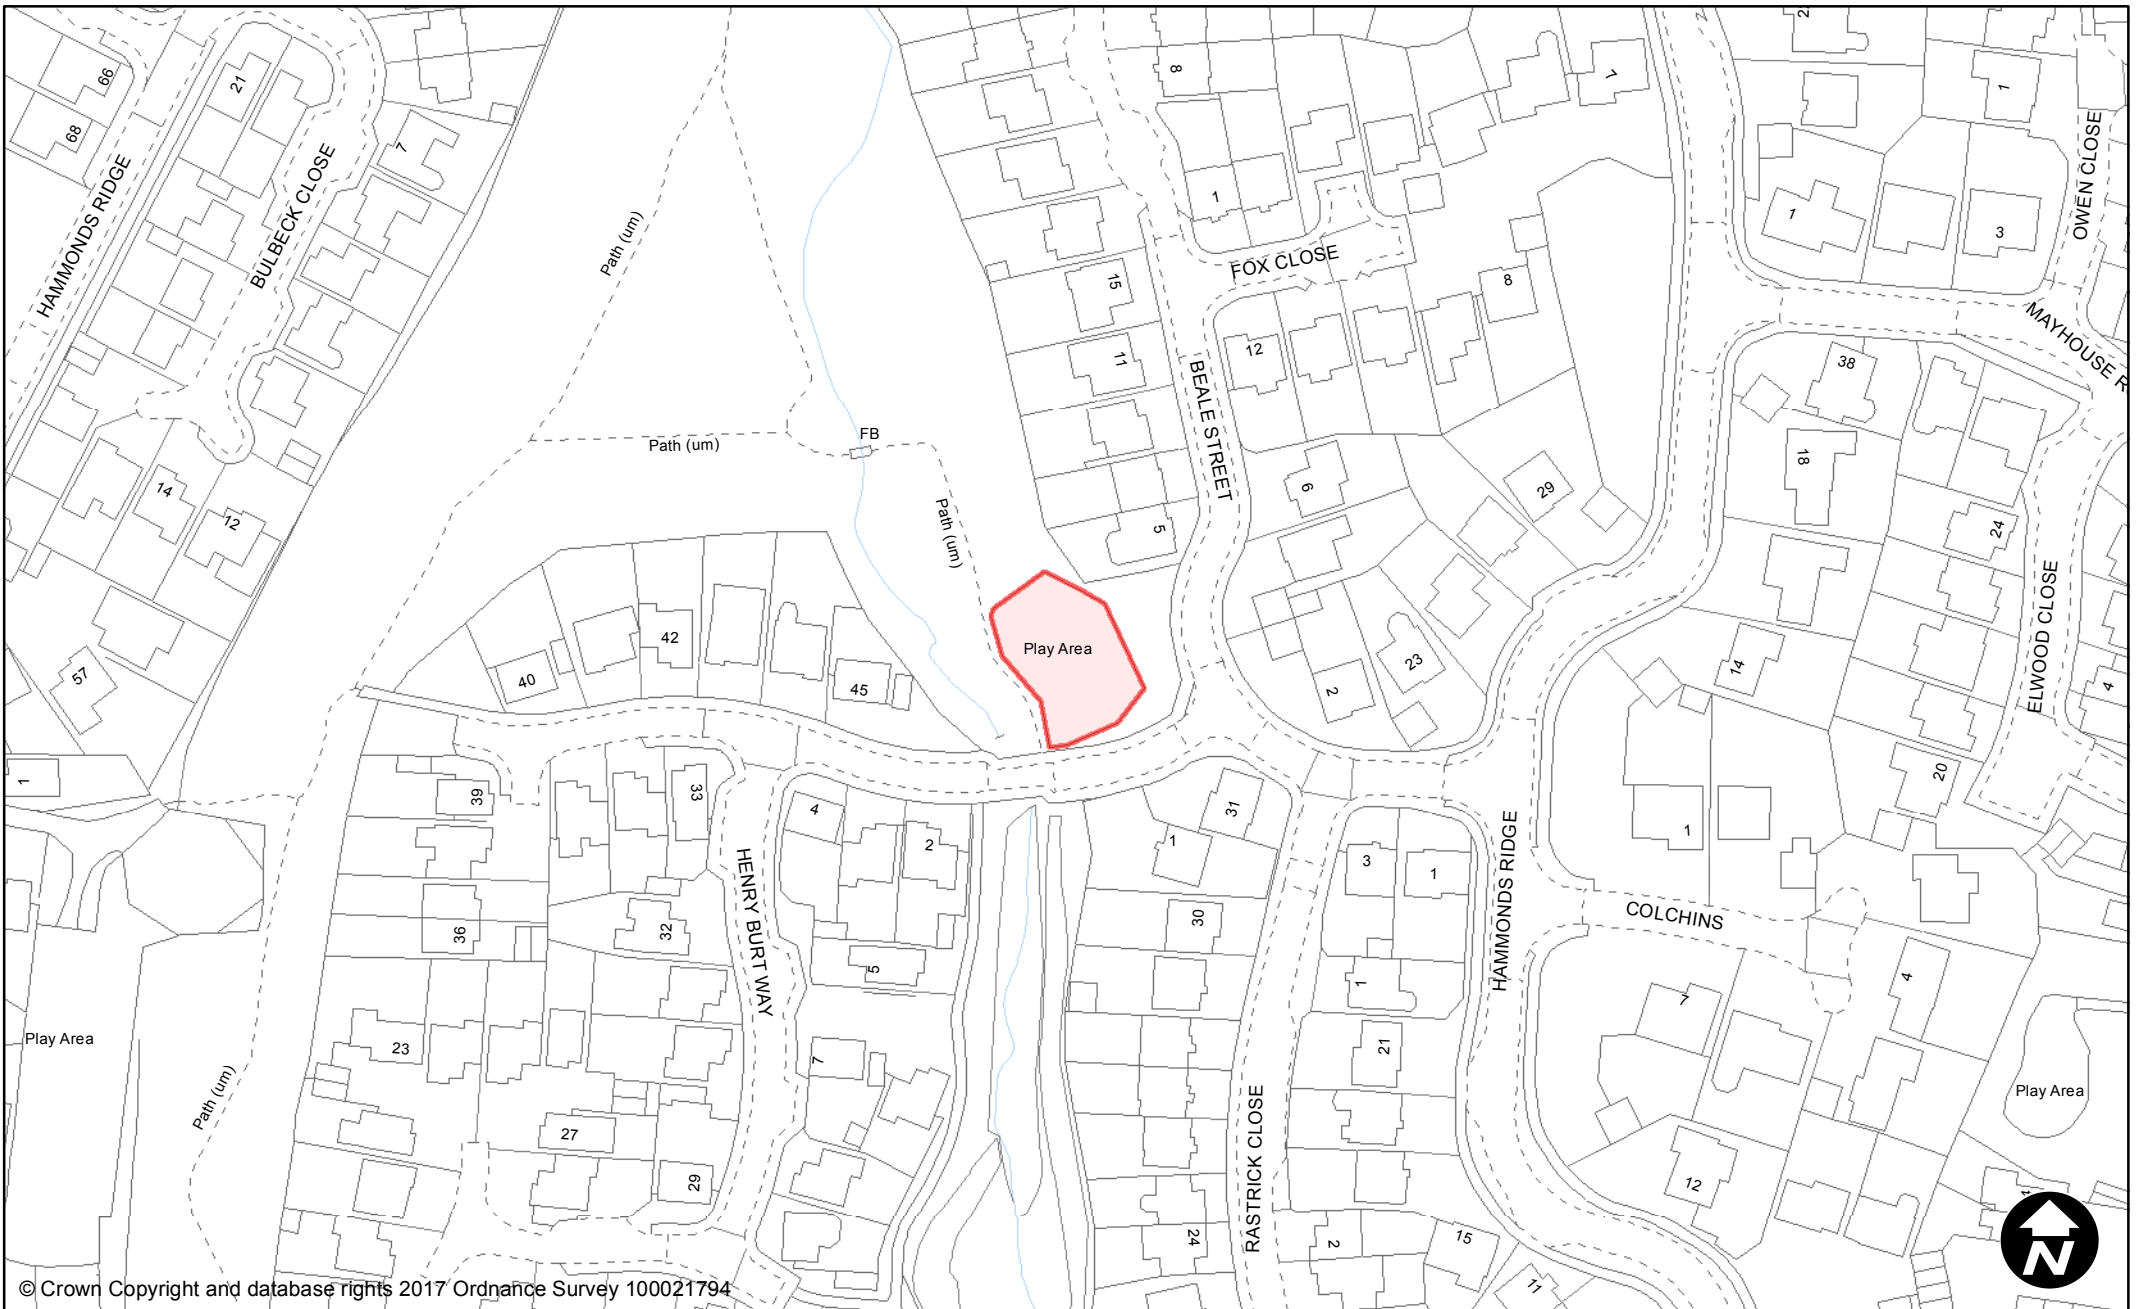 66
21
8
7
2
1
68
HAMMONDS RIDGE
BULBECK CLOSE
7
OWEN CLOSE
1
1
3
Path (um)
FOX CLOSE
15
8
MAYHOUSE R
12
11
38
BEALE STREET
FB
Path (um)
18
6
14
29
12
Path (um)
5
24
ELWOOD CLOSE
42
Play Area
57
40
45
23
14
2
4
1
39
33
4
31
20
1
2
1
3
1
HENRY BURT WAY
HAMMONDS RIDGE
36
32
30
COLCHINS
5
1
4
7
Play Area
23
7
21
Path (um)
Play Area
27
RASTRICK CLOSE
29
12
4
24
2
15
11
N
© Crown Copyright and database rights 2017 Ordnance Survey 100021794